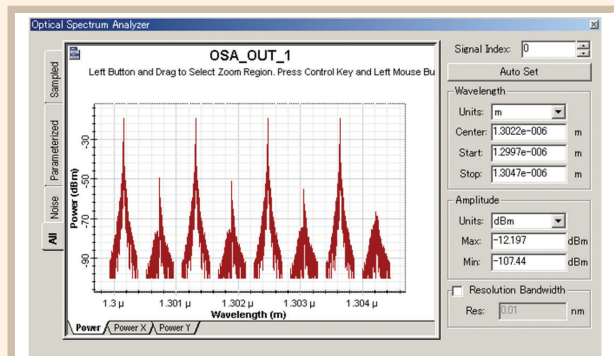 Optical Spectrum Analyzer
OSA_OUT_1
Left Button and Drag to Select Zoom Region. Press Control Key and Left Mouse Bu
Sampled
Parameterized
Noise
All
Power (dBm)
-30
-50
-70
-90
1.3 µ
1.301 µ
1.302 µ
1.303 µ
1.304 µ
Wavelength (m)
Power
Power X
Power Y
Signal Index: 0
Auto Set
Wavelength
Units: m
Center: 1.3022e-006 m
Start: 1.2997e-006 m
Stop: 1.3047e-006 m
Amplitude
Units: dBm
Max: -12.197 dBm
Min: -107.44 dBm
Resolution Bandwidth
Res: 0.01 nm